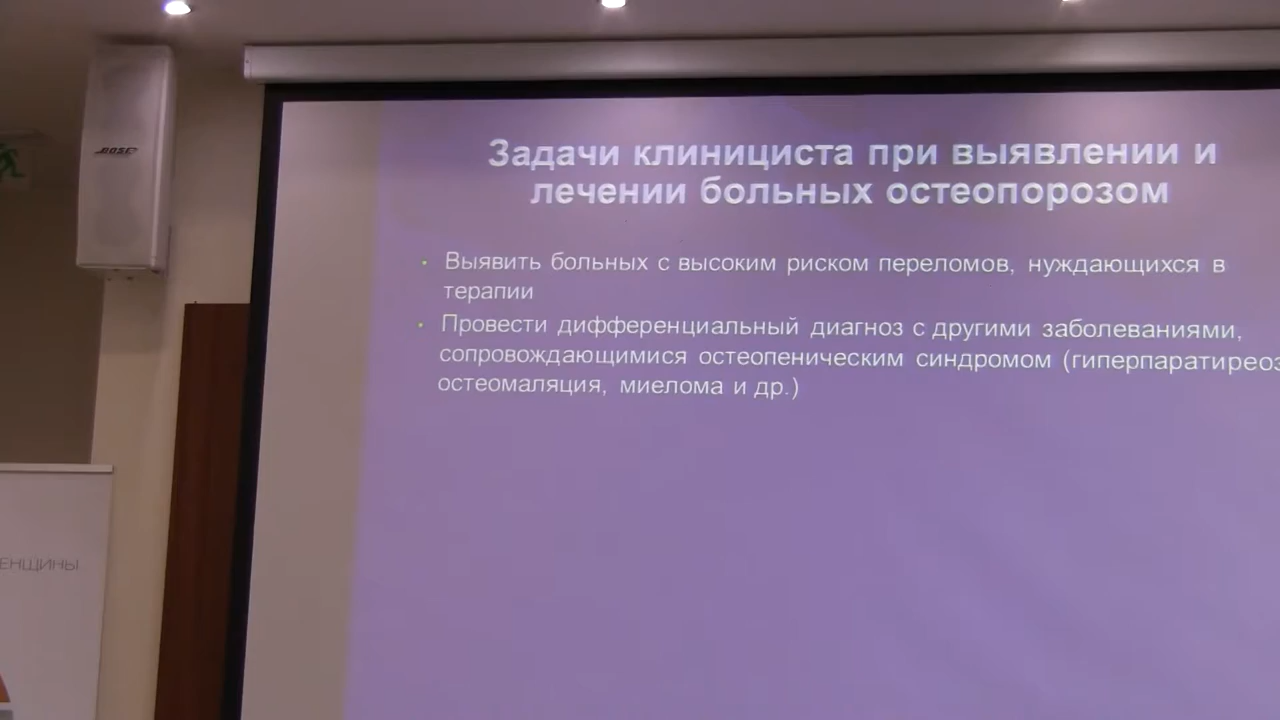 BOSE
Задачи клинициста при выявлении и
лечении больных остеопорозом
Выявить больных с высоким риском переломов, нуждающихся в
терапии
Провести дифференциальный диагноз с другими заболеваниями,
сопровождающимися остеопеническим синдромом (гиперпаратиреоз
остеомаляция, миелома и др.)
ЕНЩИНЫ